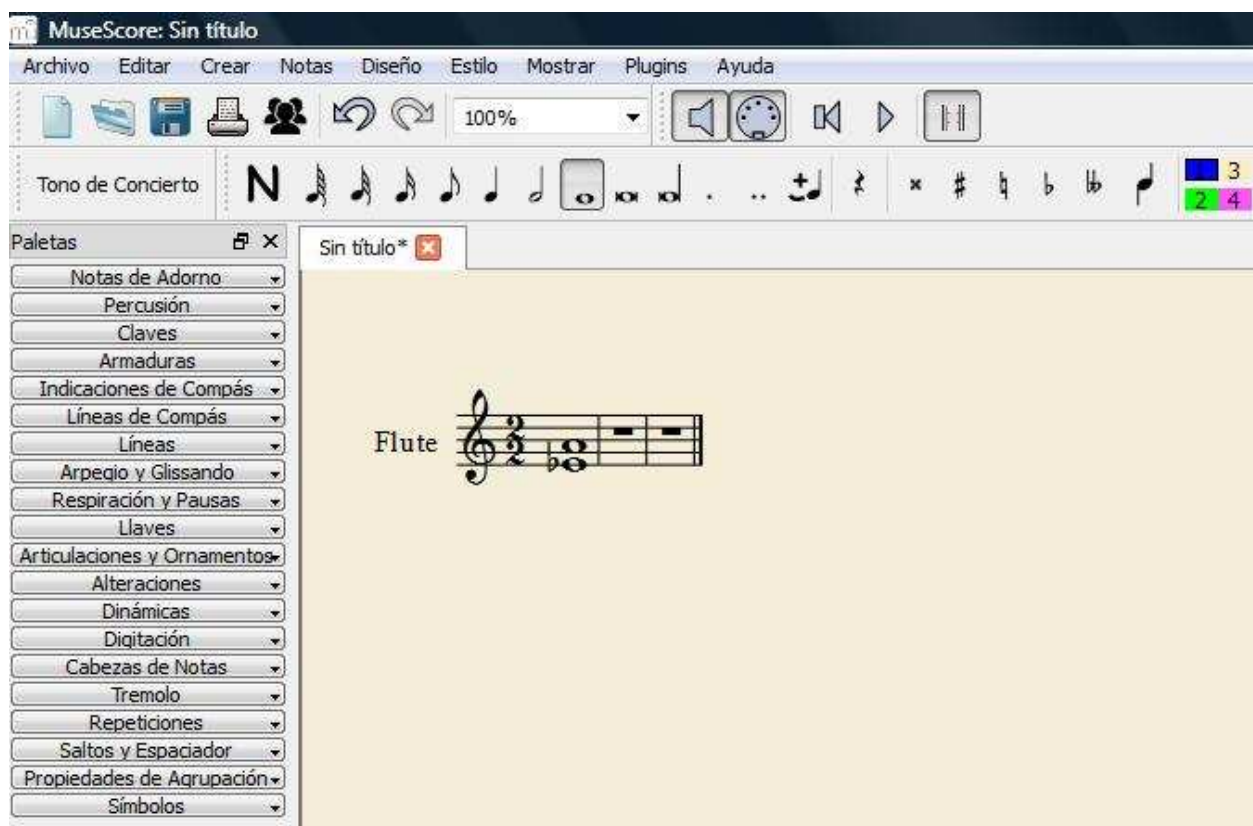 MuseScore: Sin título
Archivo Editar Crear Notas Diseño Estilo Mostrar Plugins Ayuda
100%
Tono de Concierto N 1 3
2 4
Paletas
Sin título*
Notas de Adorno
Percusión
Claves
Armaduras
Indicaciones de Compás
Líneas de Compás
Líneas
Arpegio y Glissando
Respiración y Pausas
Llaves
Articulaciones y Ornamentos
Alteraciones
Dinámicas
Digitación
Cabezas de Notas
Tremolo
Repeticiones
Saltos y Espaciador
Propiedades de Agrupación
Símbolos
Flute 2
2